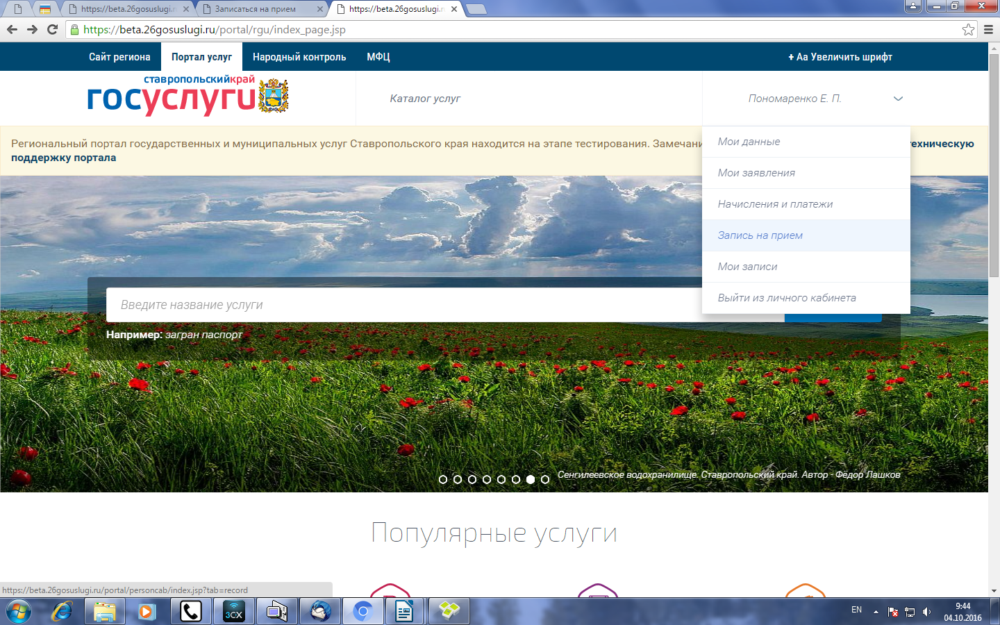 https://beta.26gosuslugi.r
Записаться на прием
https://beta.26gosuslugi.r
https://beta.26gosuslugi.ru/portal/rgu/index_page.jsp
Сайт региона
Портал услуг
Народный контроль
МФЦ
+ Аа Увеличить шрифт
ставропольскийкрай
госуслуги
Каталог услуг
Пономаренко Е. П.
Региональный портал государственных и муниципальных услуг Ставропольского края находится на этапе тестирования. Замечани ехническую
поддержку портала
Мои данные
Мои заявления
Начисления и платежи
Запись на прием
Мои записи
Выйти из личного кабинета
Введите название услуги
Например: загран паспорт
Сенгилеевское водохранилище. Ставропольский край. Автор - Фёдор Лашков
Популярные услуги
https://beta.26gosuslugi.ru/portal/personcab/index.jsp?tab=record
3CX
EN
9:44
04.10.2016